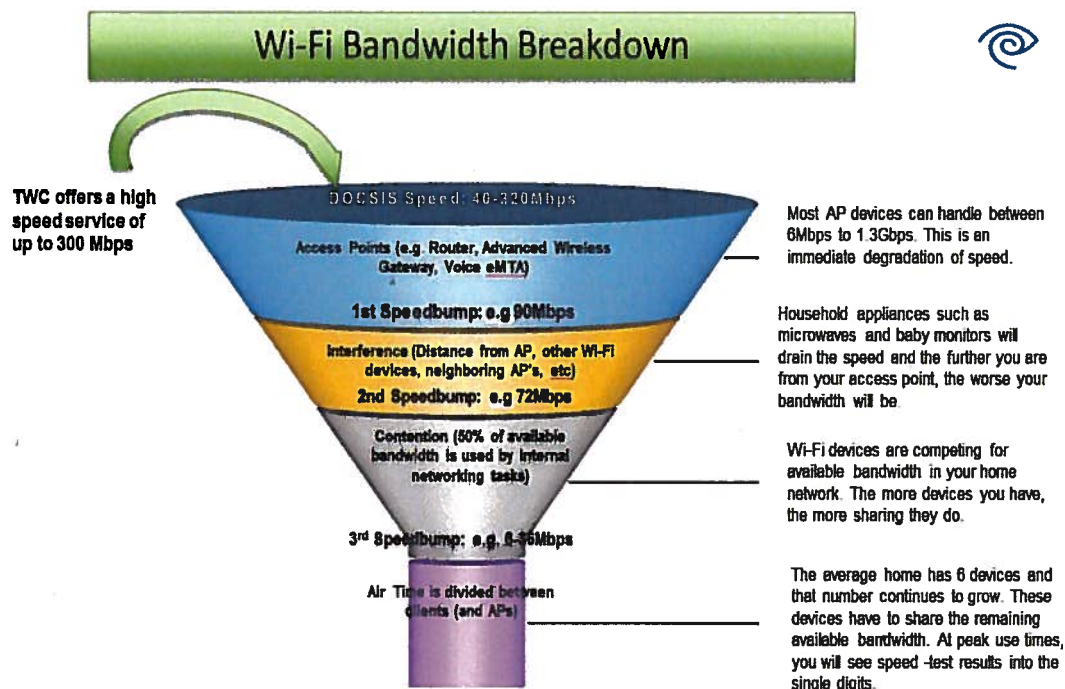 Wi-Fi Bandwidth Breakdown
TWC offers a high
speed service of
up to 300 Mbps
DOCSIS Speed: 40-320Mbps
Access Points (e.g. Router, Advanced Wireless
Gateway, Voice eMTA)
1st Speedbump: e.g 90Mbps
Interference (Distance from AP, other Wi-Fi
devices, neighboring AP's, etc)
2nd Speedbump: e.g 72Mbps
Contention (50% of available
bandwidth is used by internal
networking tasks)
3rd Speedbump: e.g. 6-36Mbps
Air Time is divided between
clients (and APs)
Most AP devices can handle between
6Mbps to 1.3Gbps. This is an
immediate degradation of speed.
Household appliances such as
microwaves and baby monitors will
drain the speed and the further you are
from your access point, the worse your
bandwidth will be.
Wi-Fi devices are competing for
available bandwidth in your home
network. The more devices you have,
the more sharing they do.
The average home has 6 devices and
that number continues to grow. These
devices have to share the remaining
available bandwidth. At peak use times,
you will see speed -test results into the
single digits.